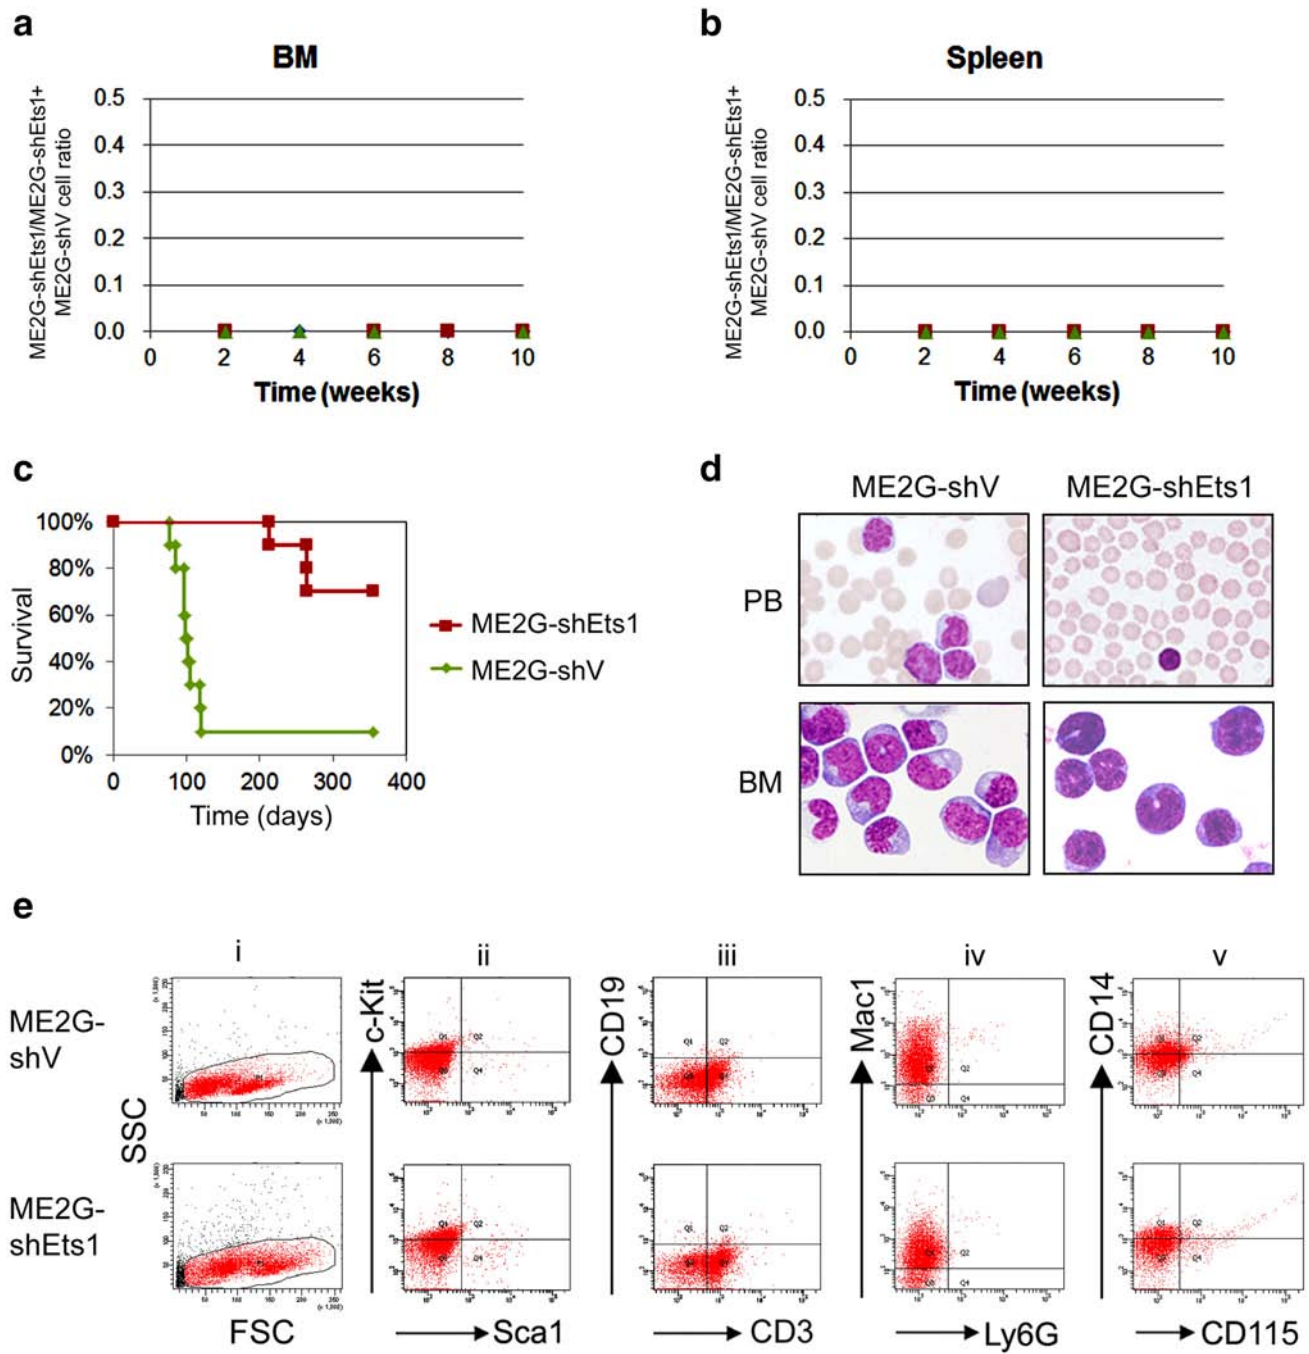 a
BM
ME2G-shEts1/ME2G-shEts1+
ME2G-shV cell ratio
0.5
0.4
0.3
0.2
0.1
0.0
0 2 4 6 8 10
Time (weeks)
b
Spleen
ME2G-shEts1/ME2G-shEts1+
ME2G-shV cell ratio
0.5
0.4
0.3
0.2
0.1
0.0
0 2 4 6 8 10
Time (weeks)
c
Survival
100%
80%
60%
40%
20%
0%
0 100 200 300 400
Time (days)
ME2G-shEts1
ME2G-shV
d
ME2G-shV ME2G-shEts1
PB
BM
e
i ii iii iv v
ME2G-
shV
ME2G-
shEts1
SSC
FSC
c-Kit
Sca1
CD19
CD3
Mac1
Ly6G
CD14
CD115